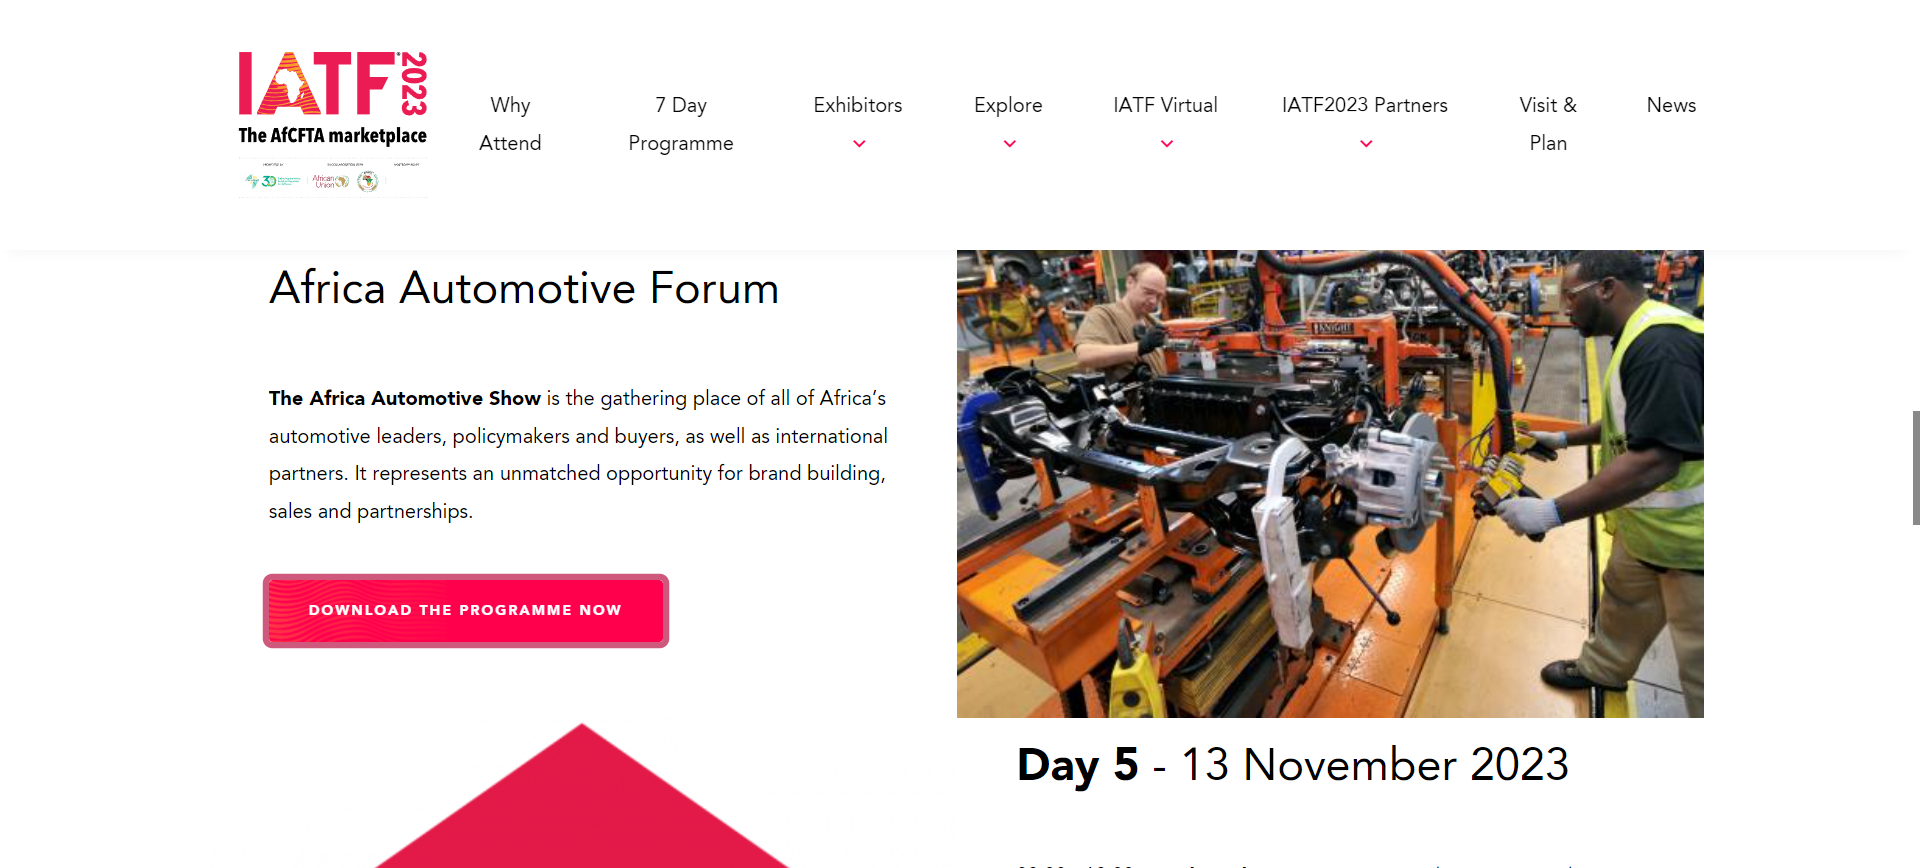 IATF 2023
The AfCFTA marketplace
African
Union
Why
Attend
7 Day
Programme
Exhibitors
Explore
IATF Virtual
IATF2023 Partners
Visit &
Plan
News
Africa Automotive Forum
The Africa Automotive Show is the gathering place of all of Africa’s
automotive leaders, policymakers and buyers, as well as international
partners. It represents an unmatched opportunity for brand building,
sales and partnerships.
DOWNLOAD THE PROGRAMME NOW
KNIGHT
Day 5 - 13 November 2023